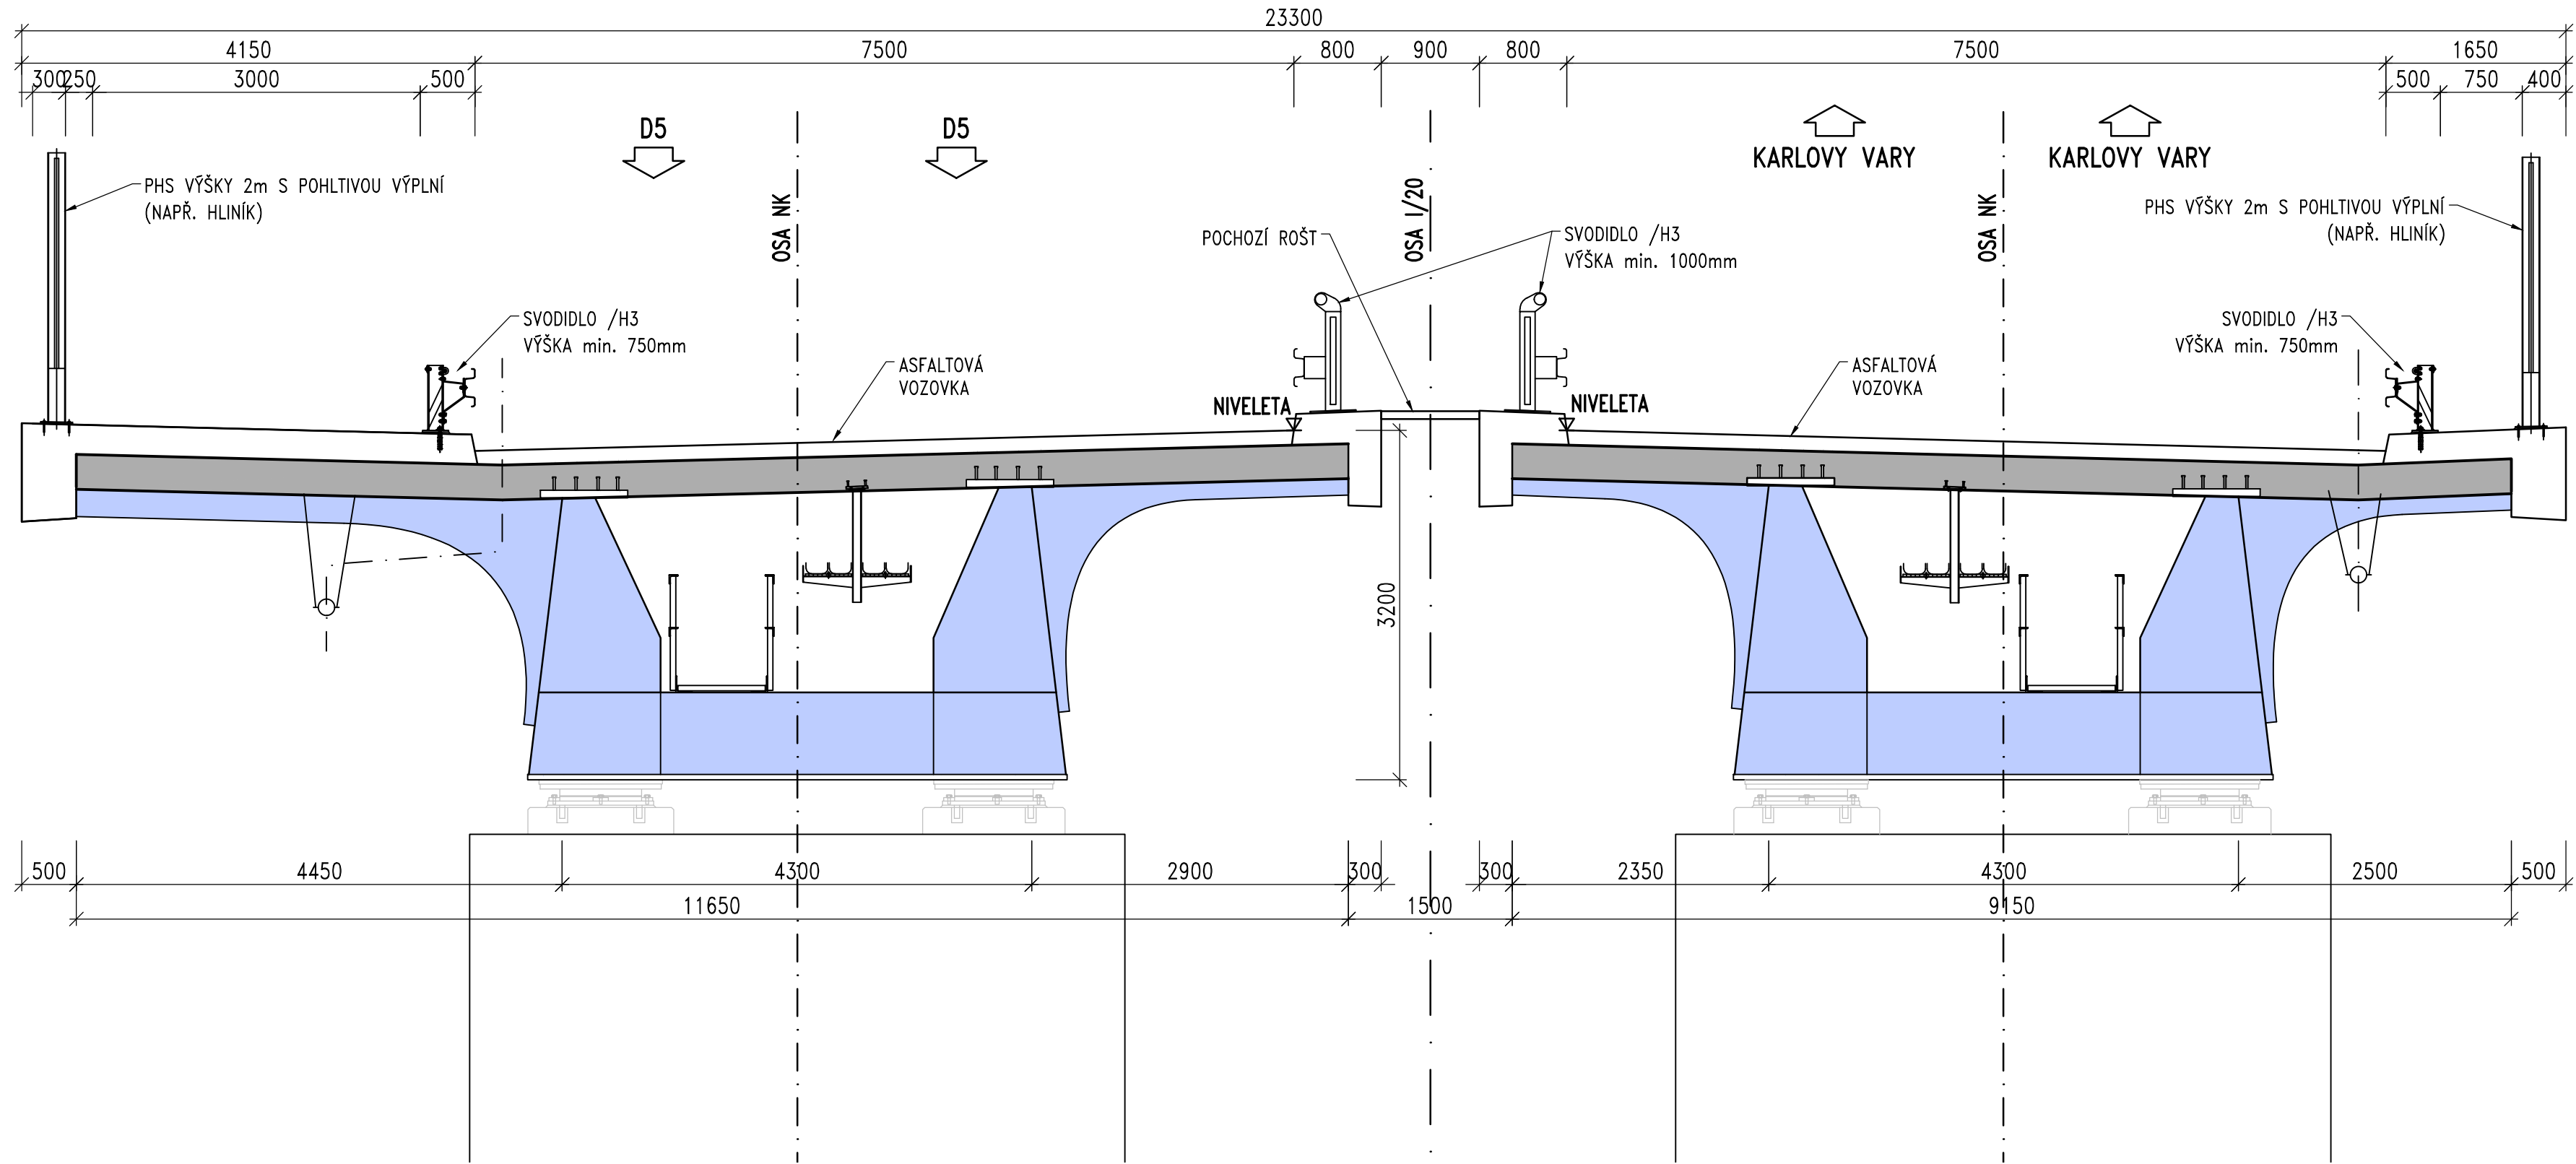 23300
4150 7500 800 900 800 7500 1650
300 250 3000 500 500 750 400
D5 D5
KARLOVY VARY KARLOVY VARY
PHS VÝŠKY 2m S POHLTIVOU VÝPLNÍ
(NAPŘ. HLINÍK)
OSA NK
OSA I/20
OSA NK
PHS VÝŠKY 2m S POHLTIVOU VÝPLNÍ
(NAPŘ. HLINÍK)
POCHOZÍ ROŠT
SVODIDLO /H3
VÝŠKA min. 1000mm
SVODIDLO /H3
VÝŠKA min. 750mm
SVODIDLO /H3
VÝŠKA min. 750mm
ASFALTOVÁ
VOZOVKA
ASFALTOVÁ
VOZOVKA
NIVELETA NIVELETA
3200
500 4450 4300 2900 300 300 2350 4300 2500 500
11650 1500 9150